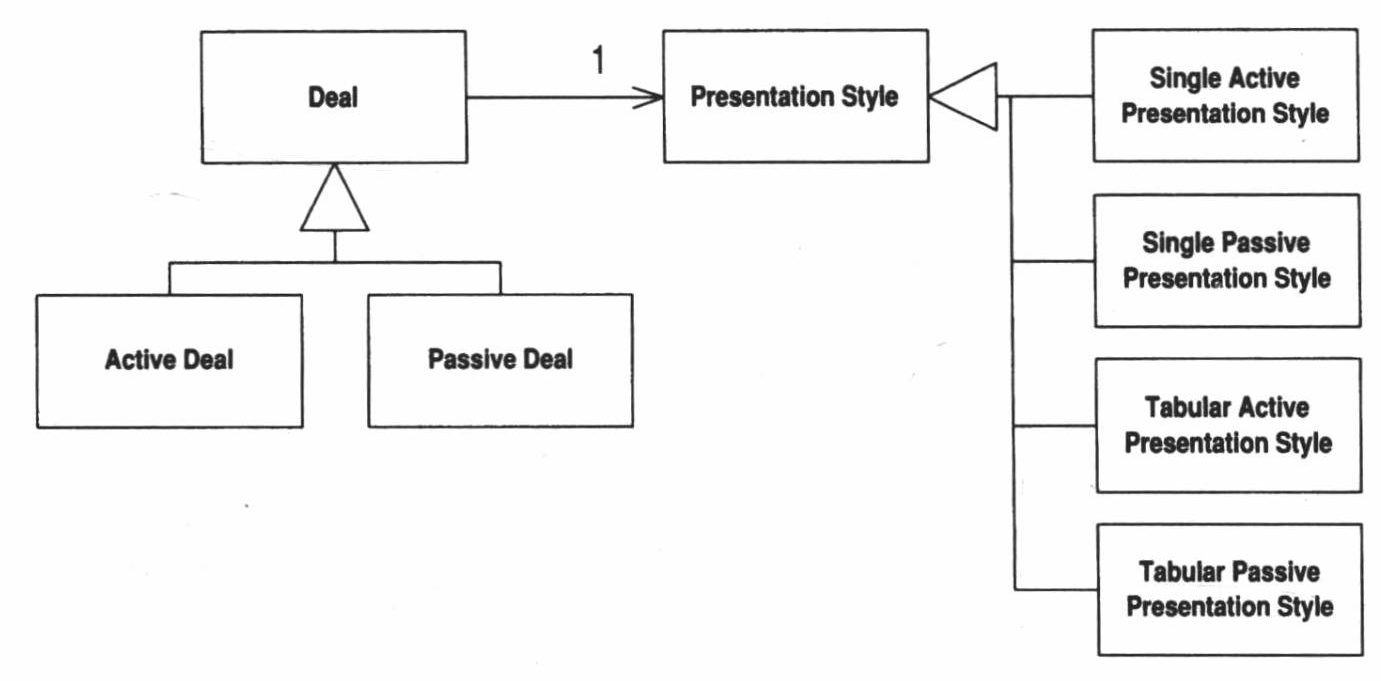 Deal
1
Presentation Style
Single Active
Presentation Style
Single Passive
Presentation Style
Active Deal
Passive Deal
Tabular Active
Presentation Style
Tabular Passive
Presentation Style